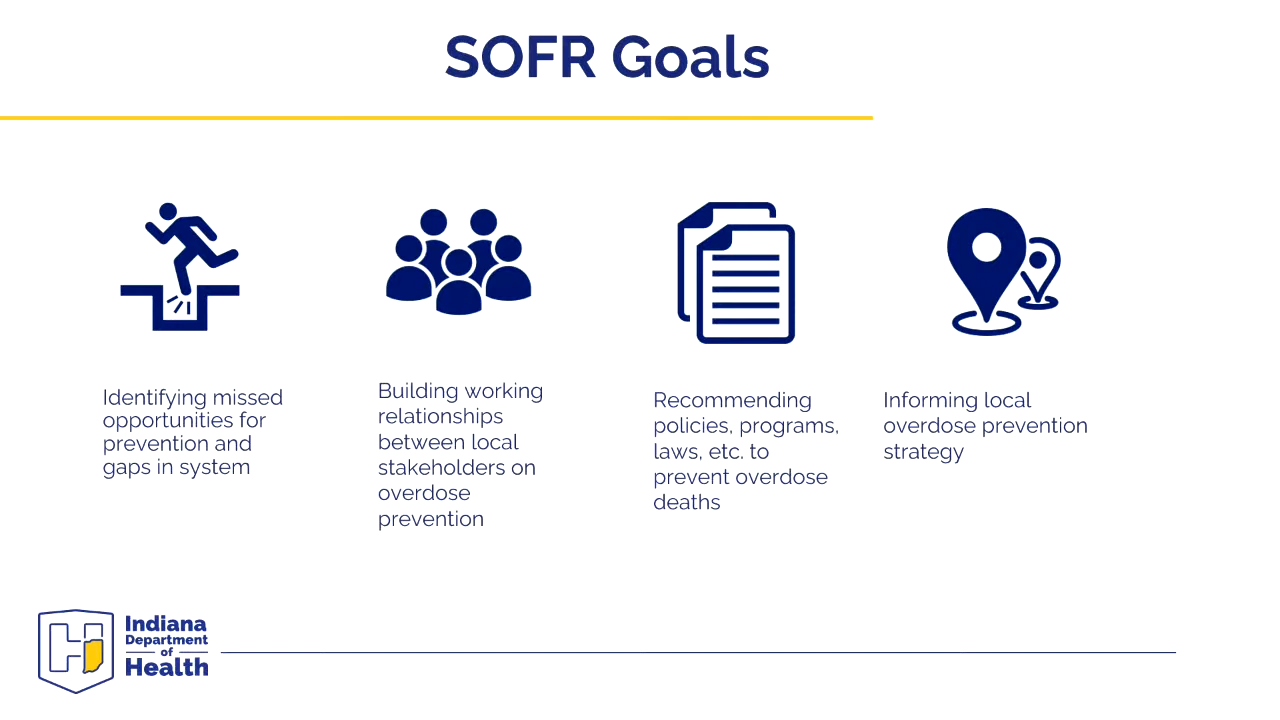 SOFR Goals
Identifying missed
opportunities for
prevention and
gaps in system
Building working
relationships
between local
stakeholders on
overdose
prevention
Recommending
policies, programs,
laws, etc. to
prevent overdose
deaths
Informing local
overdose prevention
strategy
Indiana
Department
of
Health